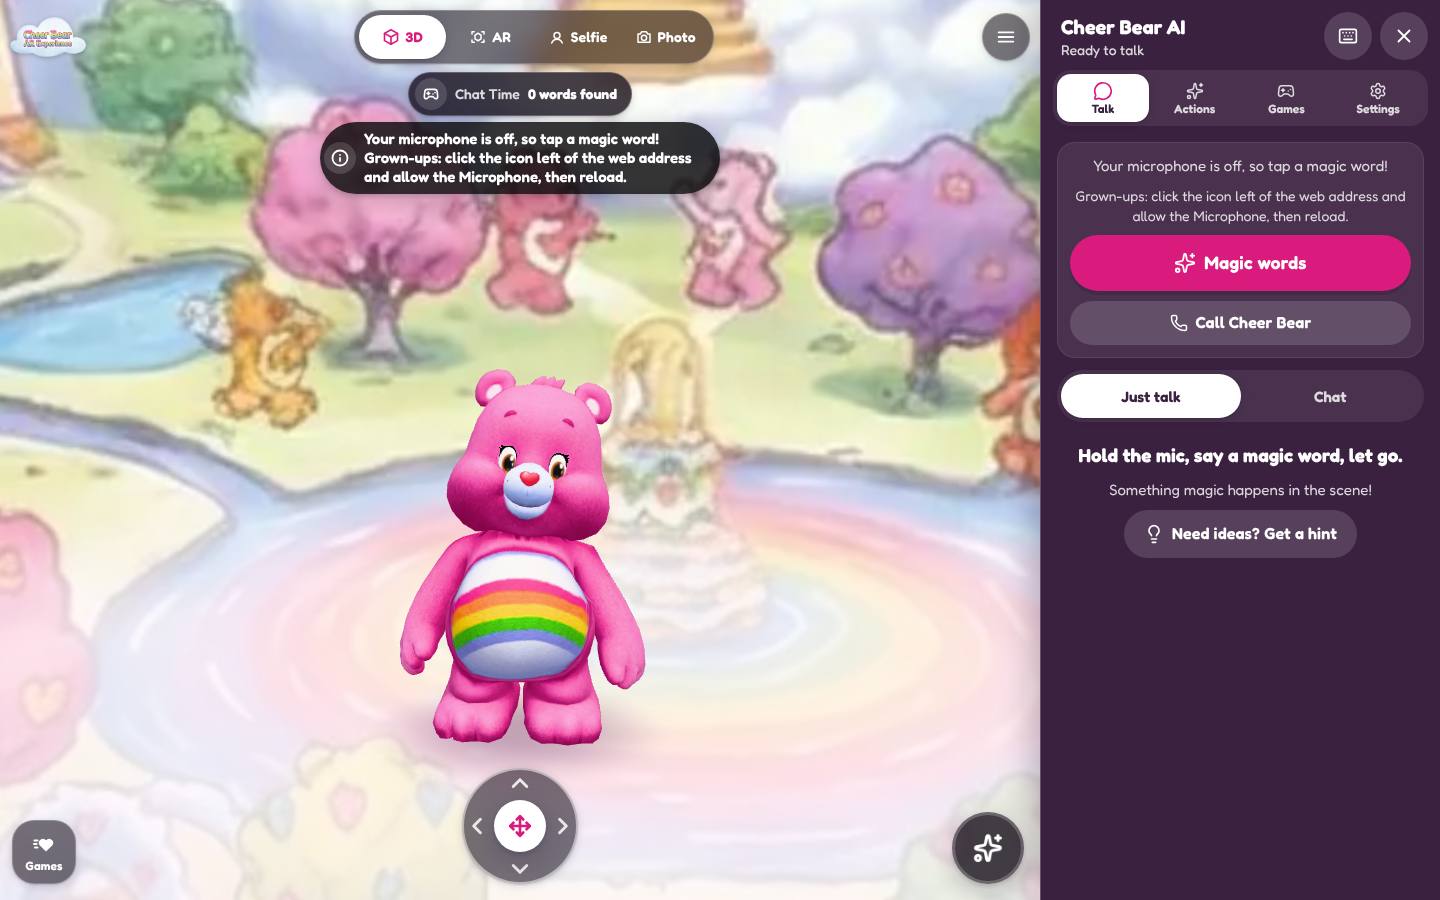 Cheer Bear
AR Experience
3D
AR
Selfie
Photo
Chat Time 0 words found
Your microphone is off, so tap a magic word!
Grown-ups: click the icon left of the web address
and allow the Microphone, then reload.
Games
Cheer Bear AI
Ready to talk
Talk
Actions
Games
Settings
Your microphone is off, so tap a magic word!
Grown-ups: click the icon left of the web address and
allow the Microphone, then reload.
Magic words
Call Cheer Bear
Just talk
Chat
Hold the mic, say a magic word, let go.
Something magic happens in the scene!
Need ideas? Get a hint